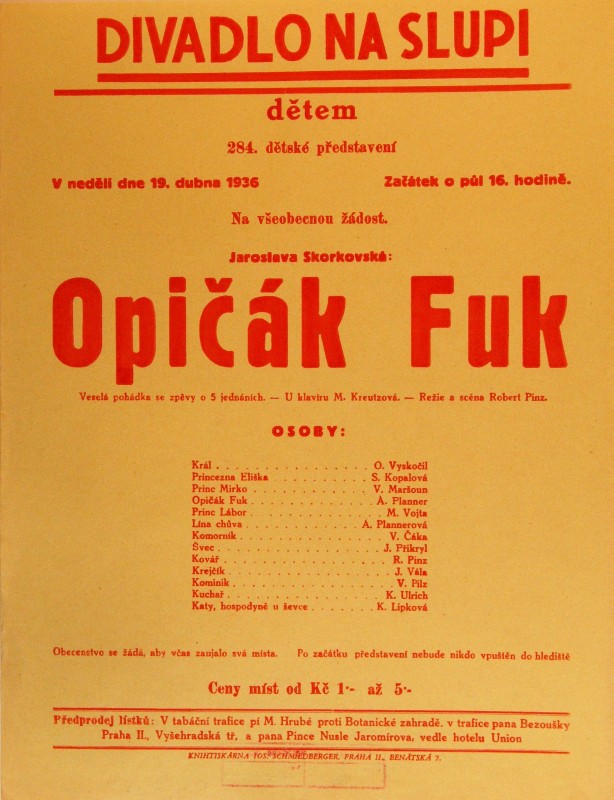 DIVADLO NA SLUPI
dětem
284. dětské představení
V neděli dne 19. dubna 1936 Začátek o půl 16. hodině.
Na všeobecnou žádost.
Jaroslava Skorkovská:
Opičák Fuk
Veselá pohádka se zpěvy o 5 jednáních. — U klavíru M. Kreutzová. — Režie a scéna Robert Pinz.
OSOBY:
Král . . . . . . . . . . . . . . . . . O. Vyskočil
Princezna Eliška . . . . . . . . . . . S. Kopalová
Princ Mirko . . . . . . . . . . . . . V. Maršoun
Opičák Fuk . . . . . . . . . . . . . A. Planner
Princ Lábor . . . . . . . . . . . . . . M. Vojta
Lína chůva . . . . . . . . . . . . A. Plannerová
Komorník . . . . . . . . . . . . . . . . V. Čáka
Švec . . . . . . . . . . . . . . . . . J. Přikryl
Kovář . . . . . . . . . . . . . . . . . R. Pinz
Krejčík . . . . . . . . . . . . . . . . J. Vála
Kominík . . . . . . . . . . . . . . . . V. Pilz
Kuchař . . . . . . . . . . . . . . . K. Ulrich
Katy, hospodyně u ševce . . . . . . . K. Lipková
Obecenstvo se žádá, aby včas zaujalo svá místa. Po začátku představení nebude nikdo vpuštěn do hlediště
Ceny míst od Kč 1·- až 5·-
Předprodej lístků: V tabáční trafice pí M. Hrubé proti Botanické zahradě. v trafice pana Bezoušky
Praha II., Vyšehradská tř, a pana Pince Nusle Jaromírova, vedle hotelu Union
KNIHTISKÁRNA JOS. SCHMIEDBERGER, PRAHA II., BENÁTSKÁ 7.